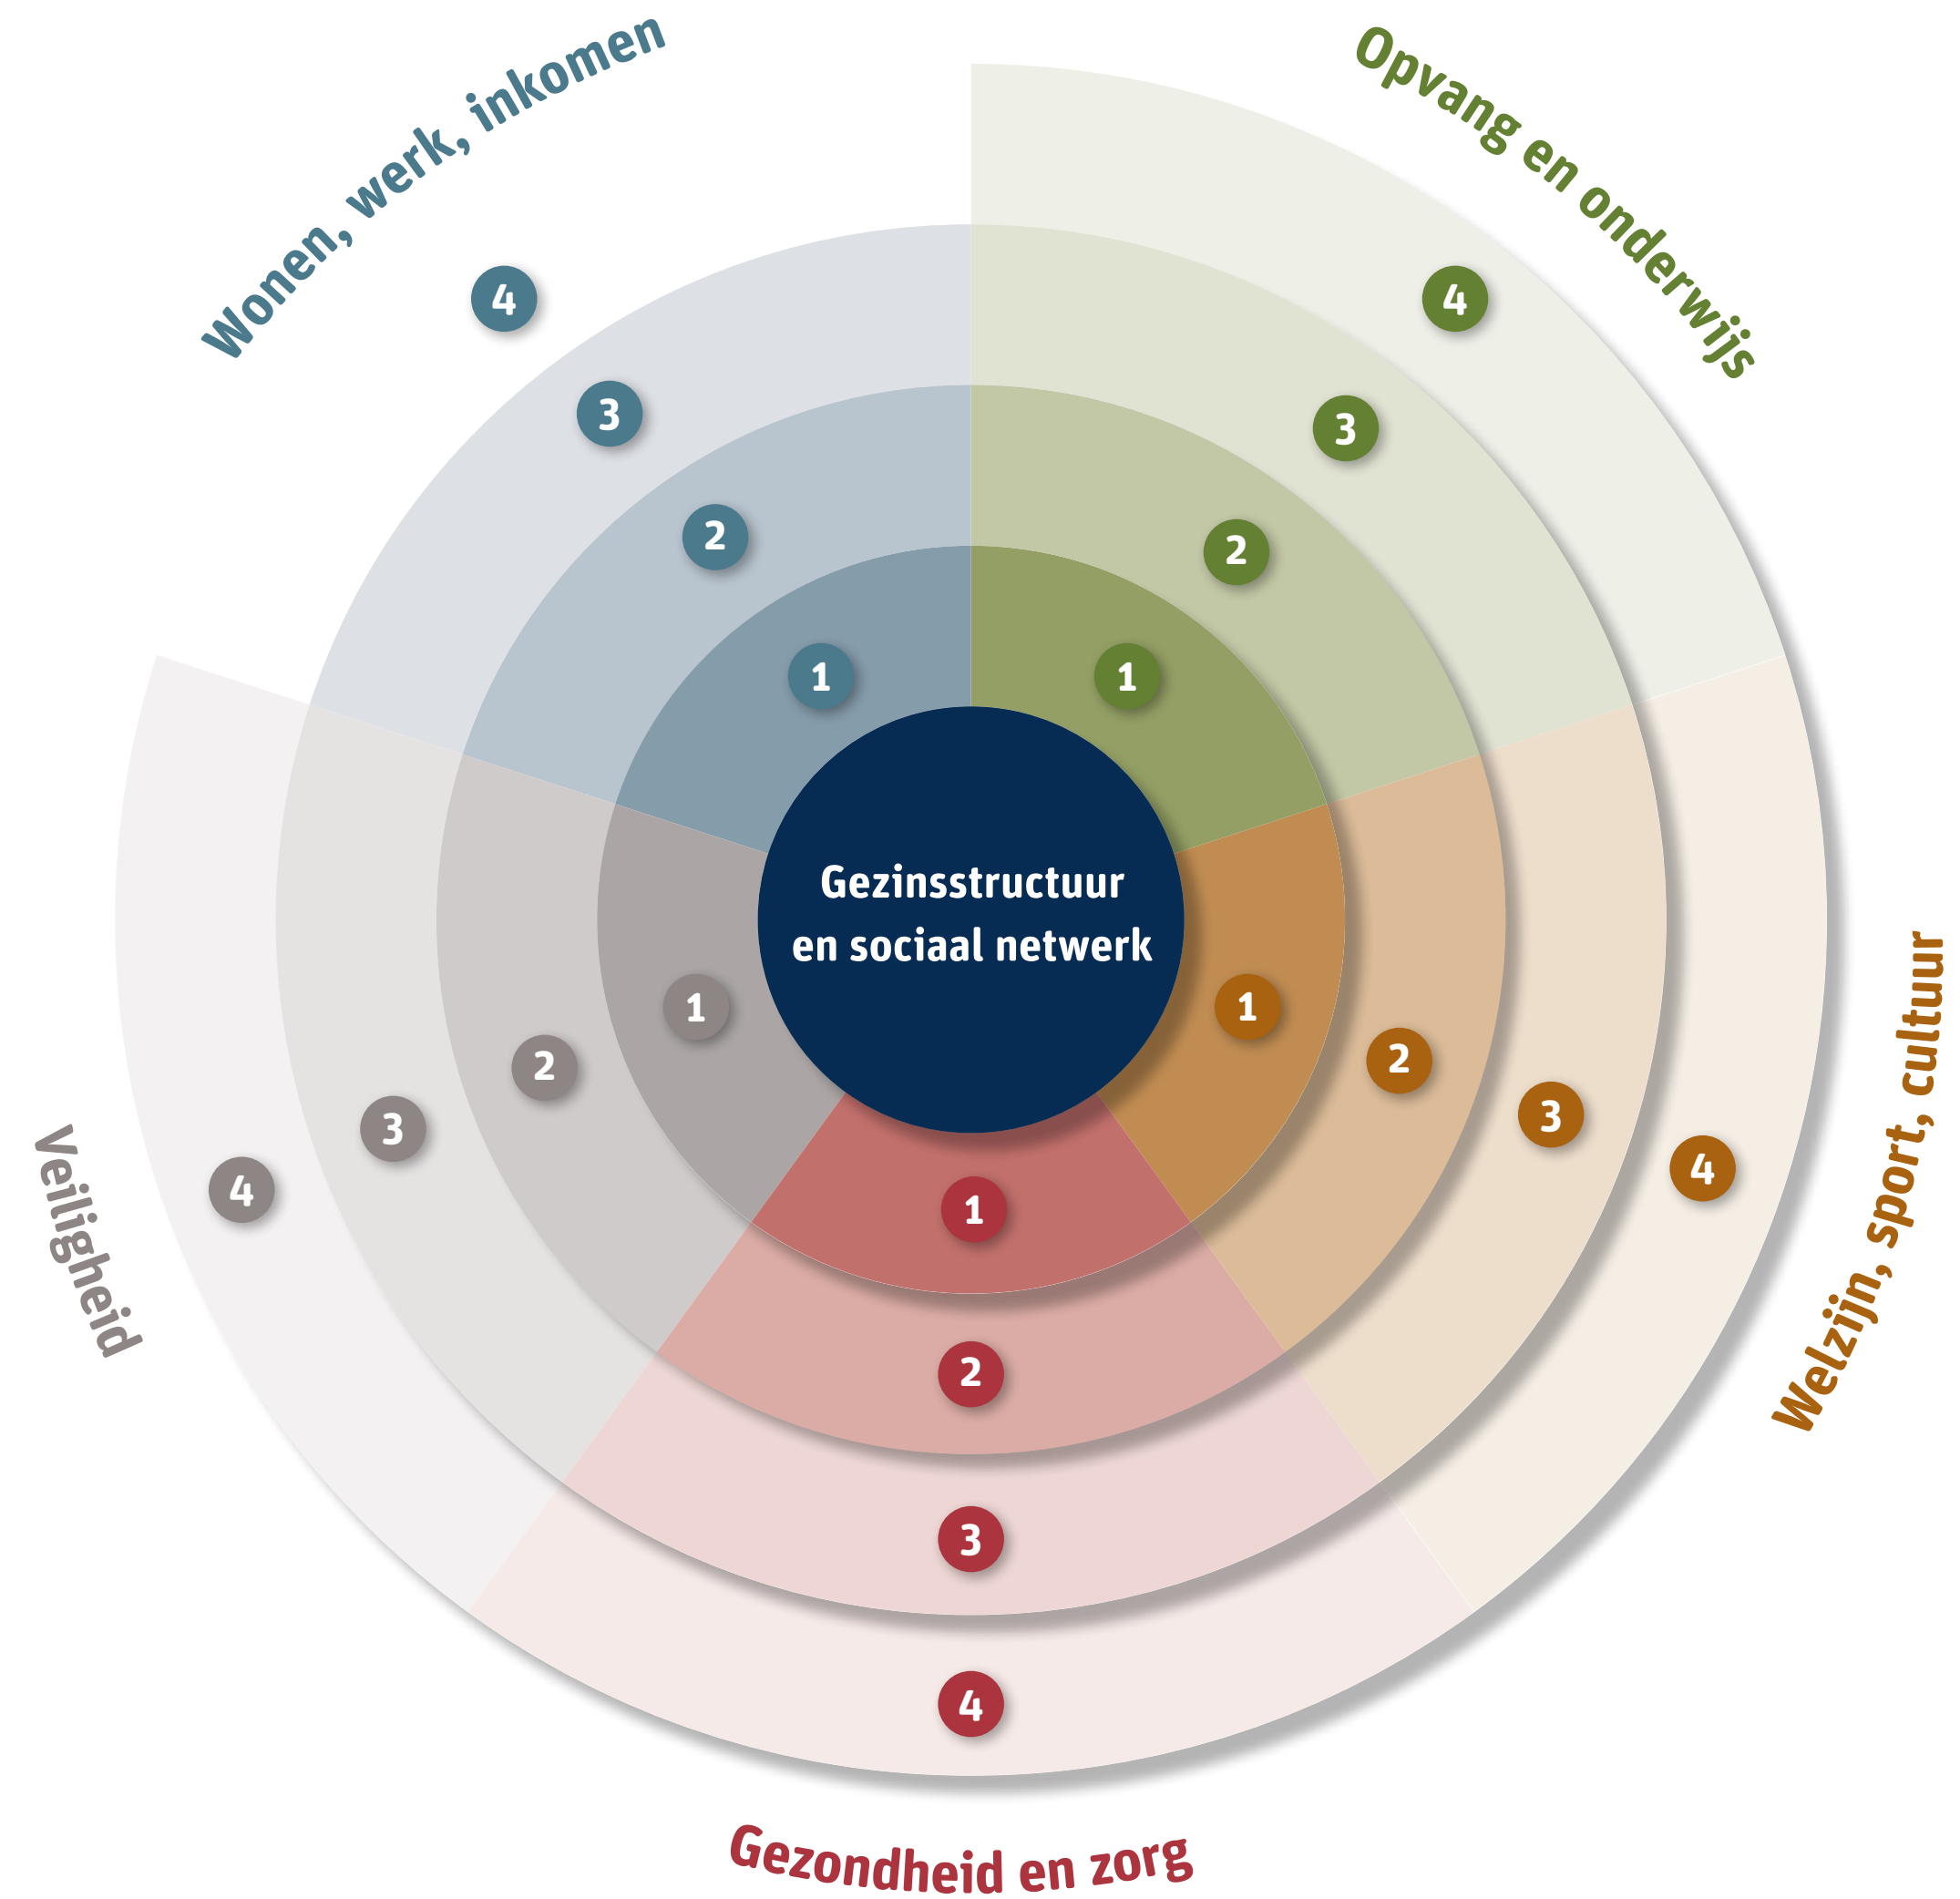 Wonen, werk, inkomen
Opvang en onderwijs
4
4
3
3
2
2
1
1
Gezinsstructuur
en sociaal netwerk
1
1
2
2
3
3
4
4
Veiligheid
Welzijn, sport, cultuur
1
2
3
4
Gezondheid en zorg